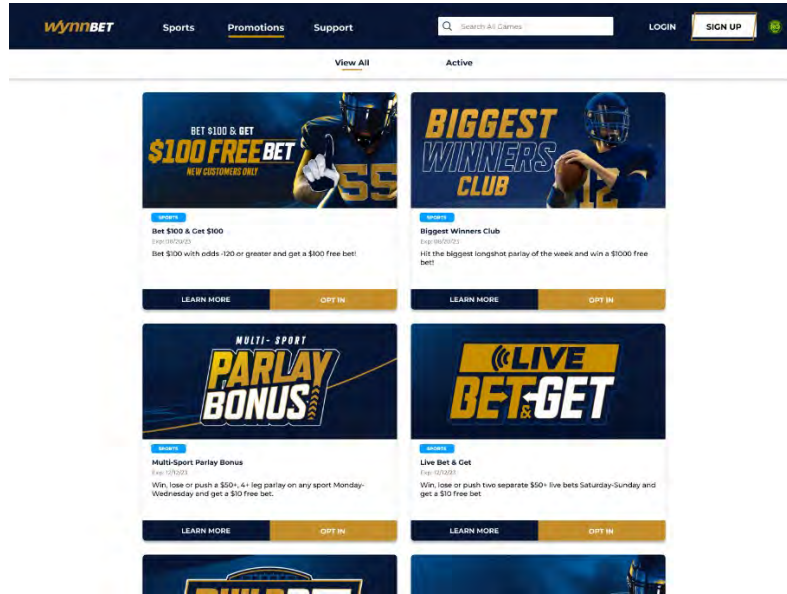 WynnBET Sports Promotions Support Search All Games LOGIN SIGN UP
View All Active
BET $100 & GET
$100 FREE BET
NEW CUSTOMERS ONLY
55
SPORTS
Bet $100 & Get $100
Bet $100 with odds -120 or greater and get a $100 free bet!
LEARN MORE OPT IN
BIGGEST
WINNERS
CLUB
12
SPORTS
Biggest Winners Club
Hit the biggest longshot parlay of the week and win a $1000 free
bet!
LEARN MORE OPT IN
MULTI- SPORT
PARLAY
BONUS
SPORTS
Multi-Sport Parlay Bonus
Exp: 12/12/23
Win, lose or push a $50+, 4+ leg parlay on any sport Monday-
Wednesday and get a $10 free bet.
LEARN MORE OPT IN
LIVE
BET & GET
SPORTS
Live Bet & Get
Win, lose or push two separate $50+ live bets Saturday-Sunday and
get a $10 free bet
LEARN MORE OPT IN